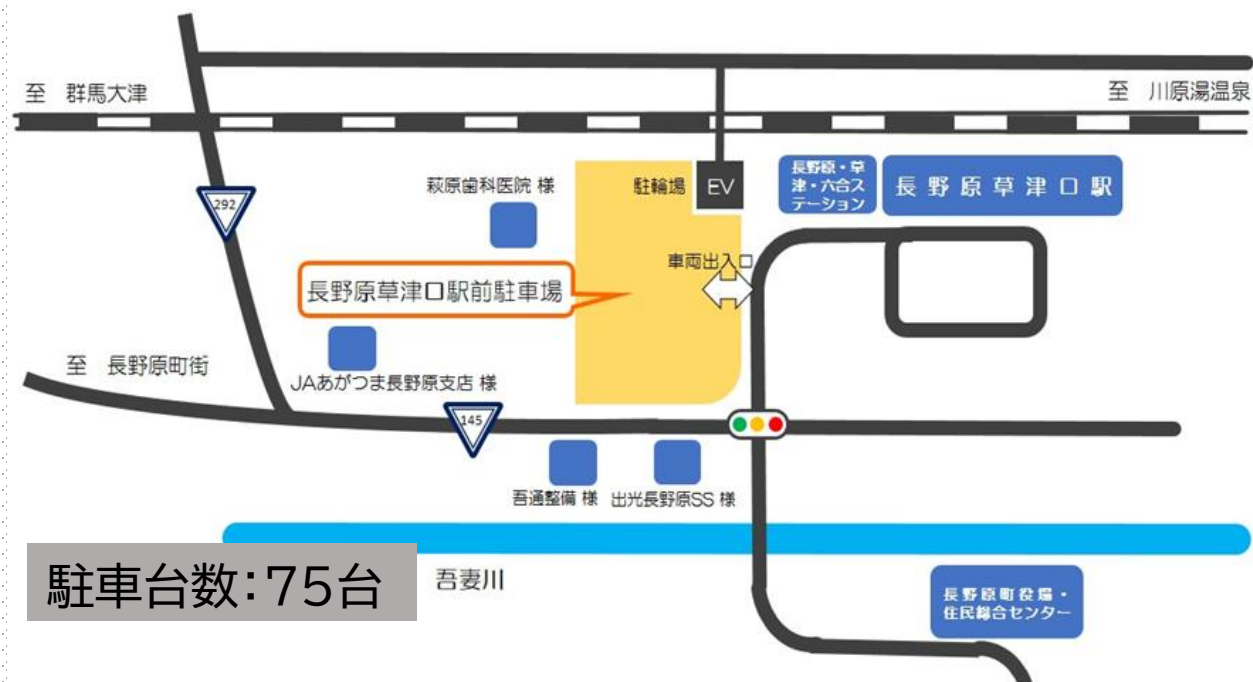 至 群馬大津
至 川原湯温泉
292
萩原歯科医院 様
駐輪場
EV
長野原・草
津・六合ス
テーション
長野原草津口駅
車両出入口
長野原草津口駅前駐車場
至 長野原町街
JAあがつま長野原支店 様
145
吾通整備 様
出光長野原SS 様
駐車台数:75台
吾妻川
長野原町役場・
住民総合センター